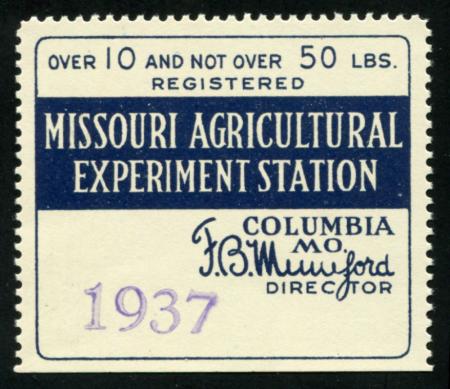 OVER 10 AND NOT OVER 50 LBS.
REGISTERED
MISSOURI AGRICULTURAL
EXPERIMENT STATION
COLUMBIA
MO.
F.B. Mumford
DIRECTOR
1937